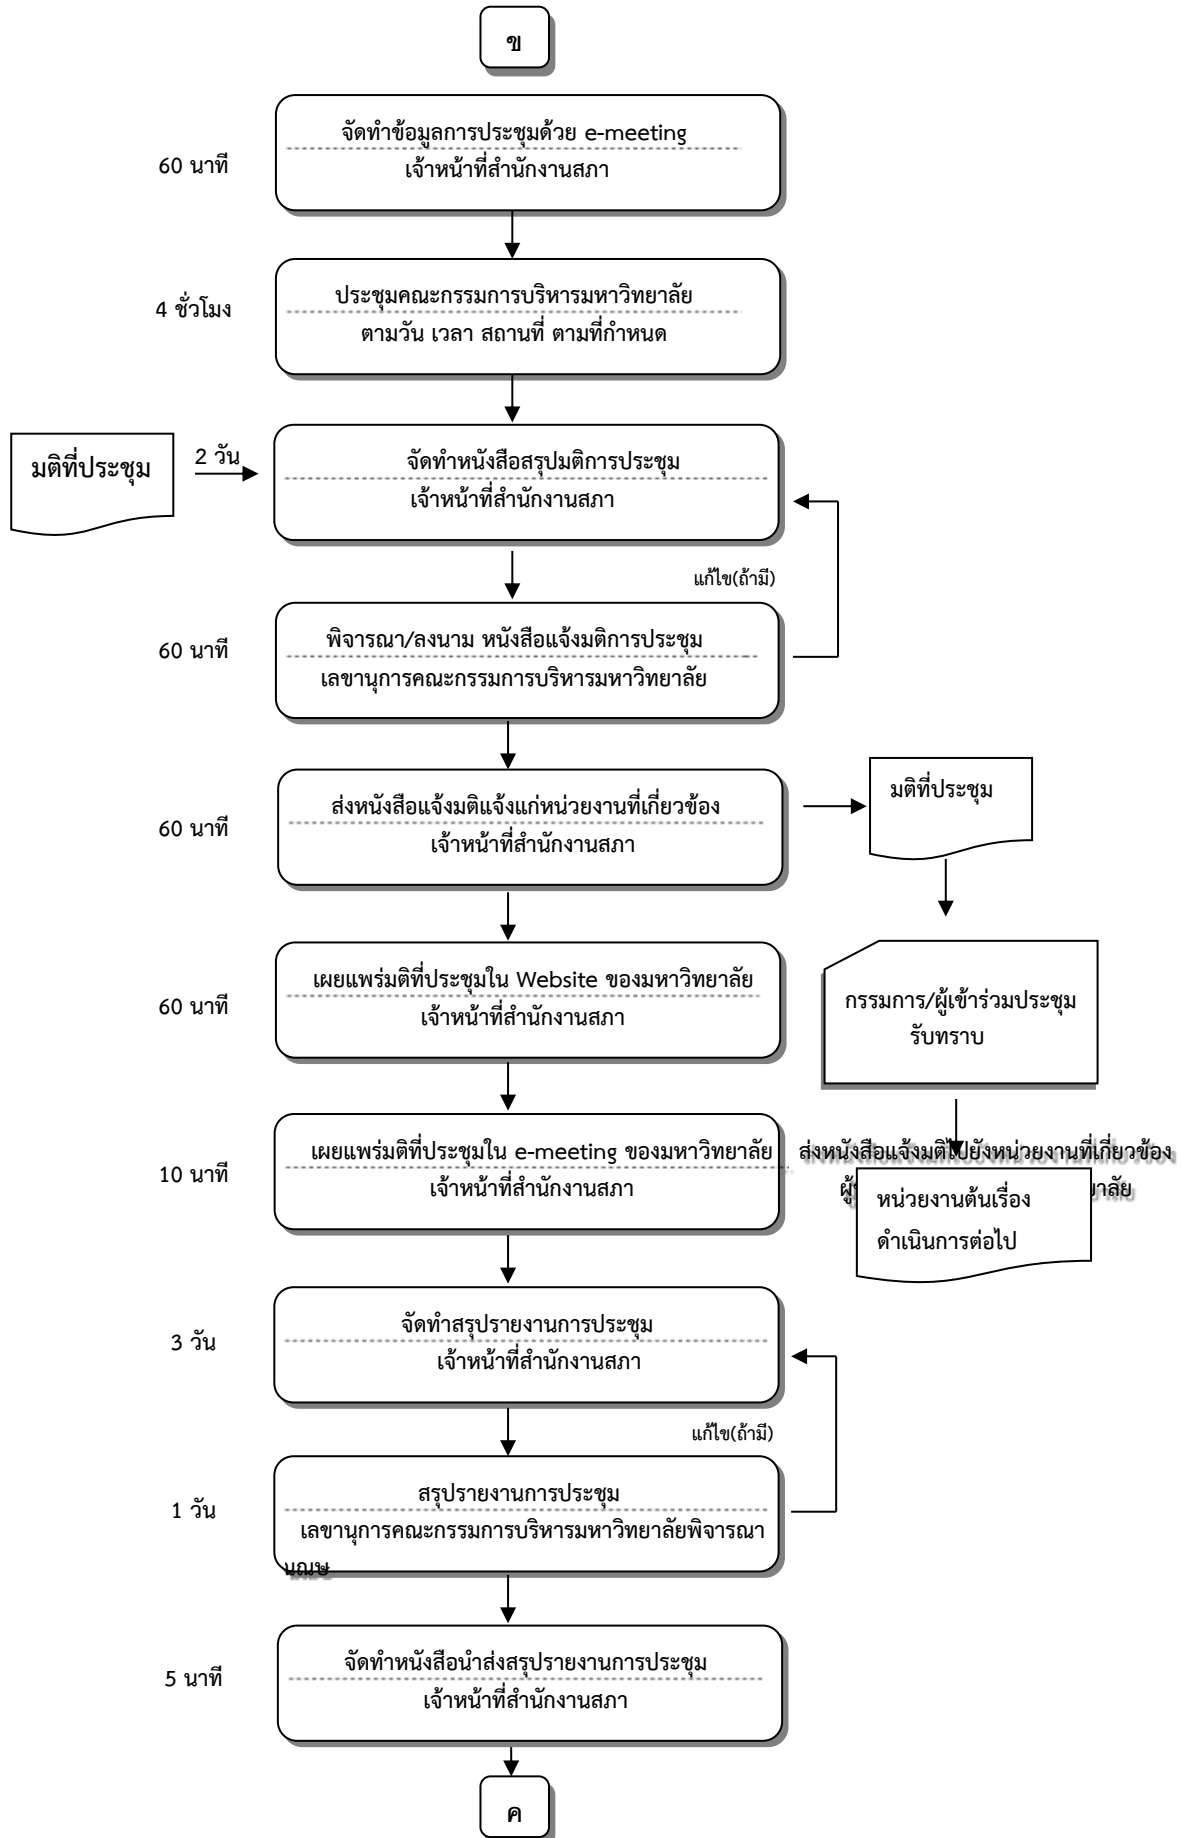 ข
จัดทำข้อมูลการประชุมด้วย e-meeting
60 นาที
เจ้าหน้าที่สำนักงานสภา
ประชุมคณะกรรมการบริหารมหาวิทยาลัย
4 ชั่วโมง
ตามวัน เวลา สถานที่ ตามที่กำหนด
มติที่ประชุม
2 วัน
จัดทำหนังสือสรุปมติการประชุม
เจ้าหน้าที่สำนักงานสภา
แก้ไข(ถ้ามี)
พิจารณา/ลงนาม หนังสือแจ้งมติการประชุม
60 นาที
เลขานุการคณะกรรมการบริหารมหาวิทยาลัย
ส่งหนังสือแจ้งมติแจ้งแก่หน่วยงานที่เกี่ยวข้อง
60 นาที
เจ้าหน้าที่สำนักงานสภา
มติที่ประชุม
เผยแพร่มติที่ประชุมใน Website ของมหาวิทยาลัย
60 นาที
เจ้าหน้าที่สำนักงานสภา
กรรมการ/ผู้เข้าร่วมประชุม
รับทราบ
เผยแพร่มติที่ประชุมใน e-meeting ของมหาวิทยาลัย
10 นาที
เจ้าหน้าที่สำนักงานสภา
ส่งหนังสือแจ้งมติไปยังหน่วยงานที่เกี่ยวข้อง
หน่วยงานต้นเรื่อง
ดำเนินการต่อไป
จัดทำสรุปรายงานการประชุม
3 วัน
เจ้าหน้าที่สำนักงานสภา
แก้ไข(ถ้ามี)
สรุปรายงานการประชุม
1 วัน
เลขานุการคณะกรรมการบริหารมหาวิทยาลัยพิจารณา
จัดทำหนังสือนำส่งสรุปรายงานการประชุม
5 นาที
เจ้าหน้าที่สำนักงานสภา
ค